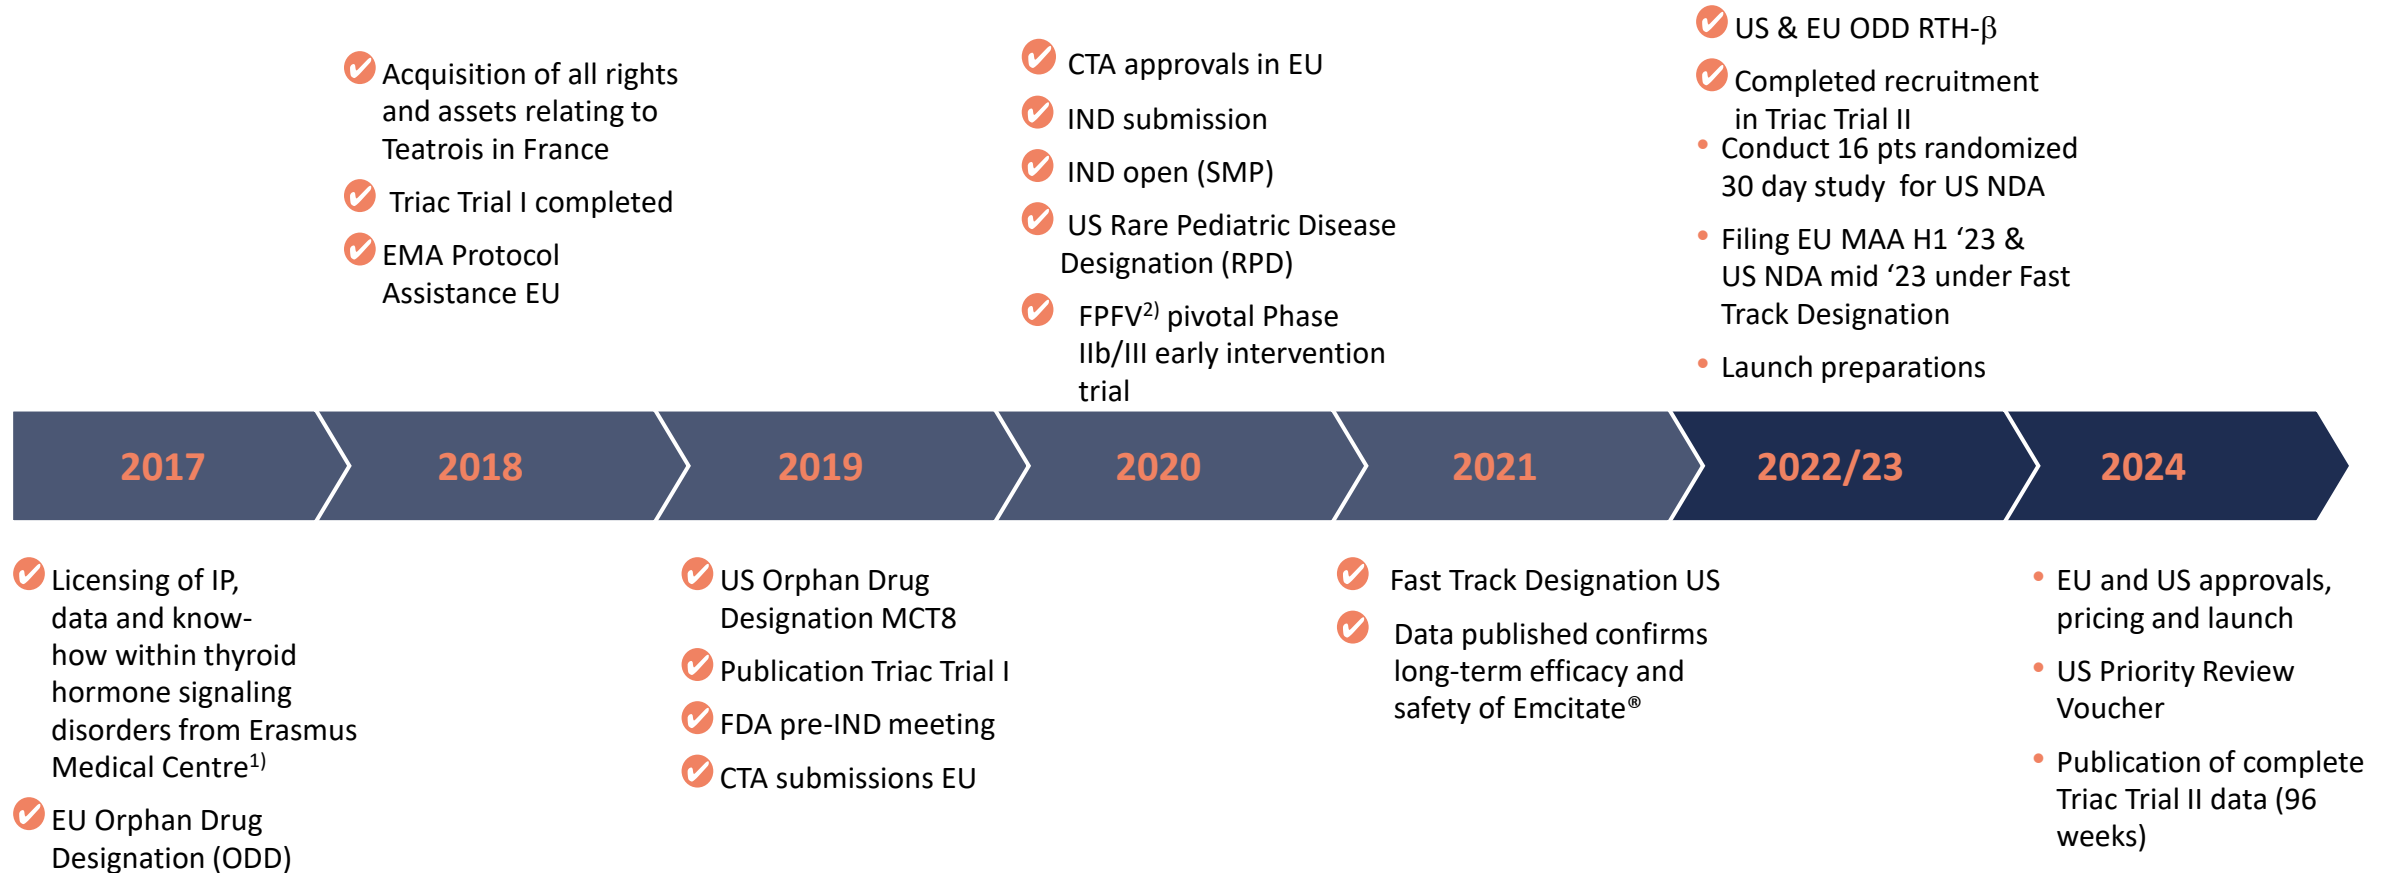 Acquisition of all rights
and assets relating to
Teatrois in France
Triac Trial I completed
EMA Protocol
Assistance EU
CTA approvals in EU
IND submission
IND open (SMP)
US Rare Pediatric Disease
Designation (RPD)
FPFV2) pivotal Phase
IIb/III early intervention
trial
US & EU ODD RTH-β
Completed recruitment
in Triac Trial II
• Conduct 16 pts randomized
30 day study for US NDA
• Filing EU MAA H1 ‘23 &
US NDA mid ‘23 under Fast
Track Designation
• Launch preparations
2017
2018
2019
2020
2021
2022/23
2024
Licensing of IP,
data and know-
how within thyroid
hormone signaling
disorders from Erasmus
Medical Centre1)
EU Orphan Drug
Designation (ODD)
US Orphan Drug
Designation MCT8
Publication Triac Trial I
FDA pre-IND meeting
CTA submissions EU
Fast Track Designation US
Data published confirms
long-term efficacy and
safety of Emcitate®
• EU and US approvals,
pricing and launch
• US Priority Review
Voucher
• Publication of complete
Triac Trial II data (96
weeks)